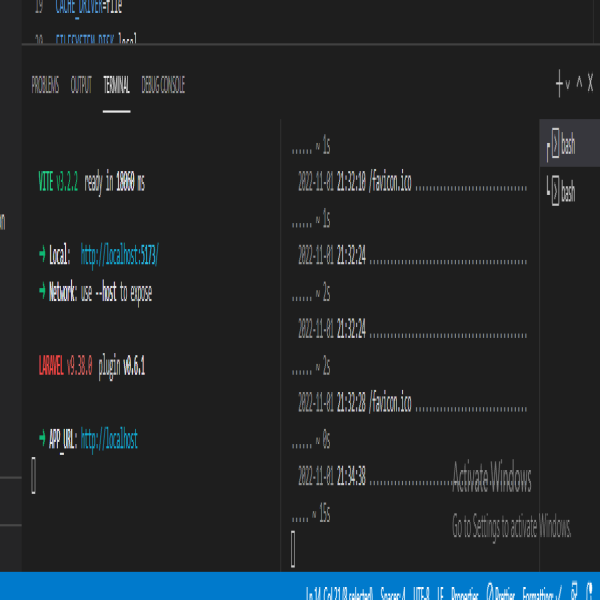 19 CACHE_DRIVER=file
20 FILESYSTEM_DISK=local
PROBLEMS OUTPUT TERMINAL DEBUG CONSOLE
VITE v3.2.2 ready in 18060 ms
➜ Local: http://localhost:5173/
➜ Network: use --host to expose
LARAVEL v9.38.0 plugin v0.6.1
➜ APP_URL: http://localhost
...... ~ 1s
2022-11-01 21:32:10 /favicon.ico ............................
...... ~ 1s
2022-11-01 21:32:24 .......................................
...... ~ 2s
2022-11-01 21:32:24 .......................................
...... ~ 2s
2022-11-01 21:32:28 /favicon.ico ............................
...... ~ 0s
2022-11-01 21:34:38 .......................................
..... ~ 15s
bash
bash
Activate Windows
Go to Settings to activate Windows.
Ln 14, Col 21 (8 selected) Spaces: 4 UTF-8 LF Properties Prettier Formatting: ✓